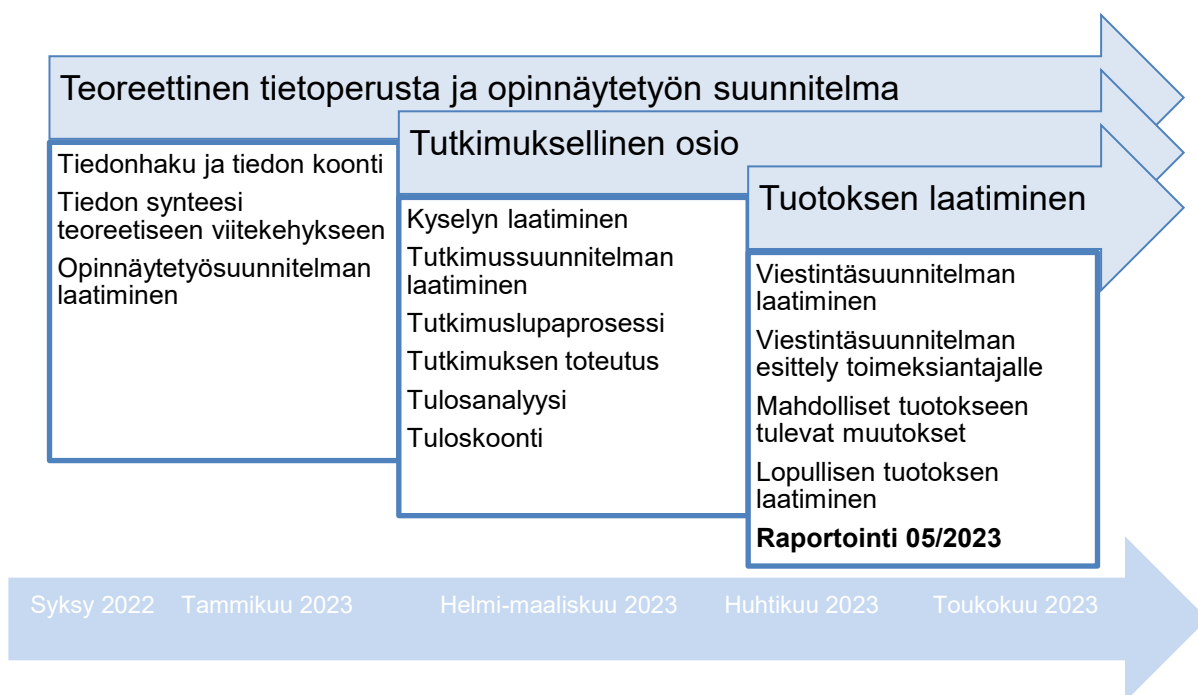 Teoreettinen tietoperusta ja opinnäytetyön suunnitelma
Tiedonhaku ja tiedon koonti
Tiedon synteesi
teoreetiseen viitekehykseen
Opinnäytetyösuunnitelman
laatiminen
Tutkimuksellinen osio
Kyselyn laatiminen
Tutkimussuunnitelman
laatiminen
Tutkimuslupaprosessi
Tutkimuksen toteutus
Tulosanalyysi
Tuloskoonti
Tuotoksen laatiminen
Viestintäsuunnitelman
laatiminen
Viestintäsuunnitelman
esittely toimeksiantajalle
Mahdolliset tuotokseen
tulevat muutokset
Lopullisen tuotoksen
laatiminen
Raportointi 05/2023
Syksy 2022 Tammikuu 2023 Helmi-maaliskuu 2023 Huhtikuu 2023 Toukokuu 2023